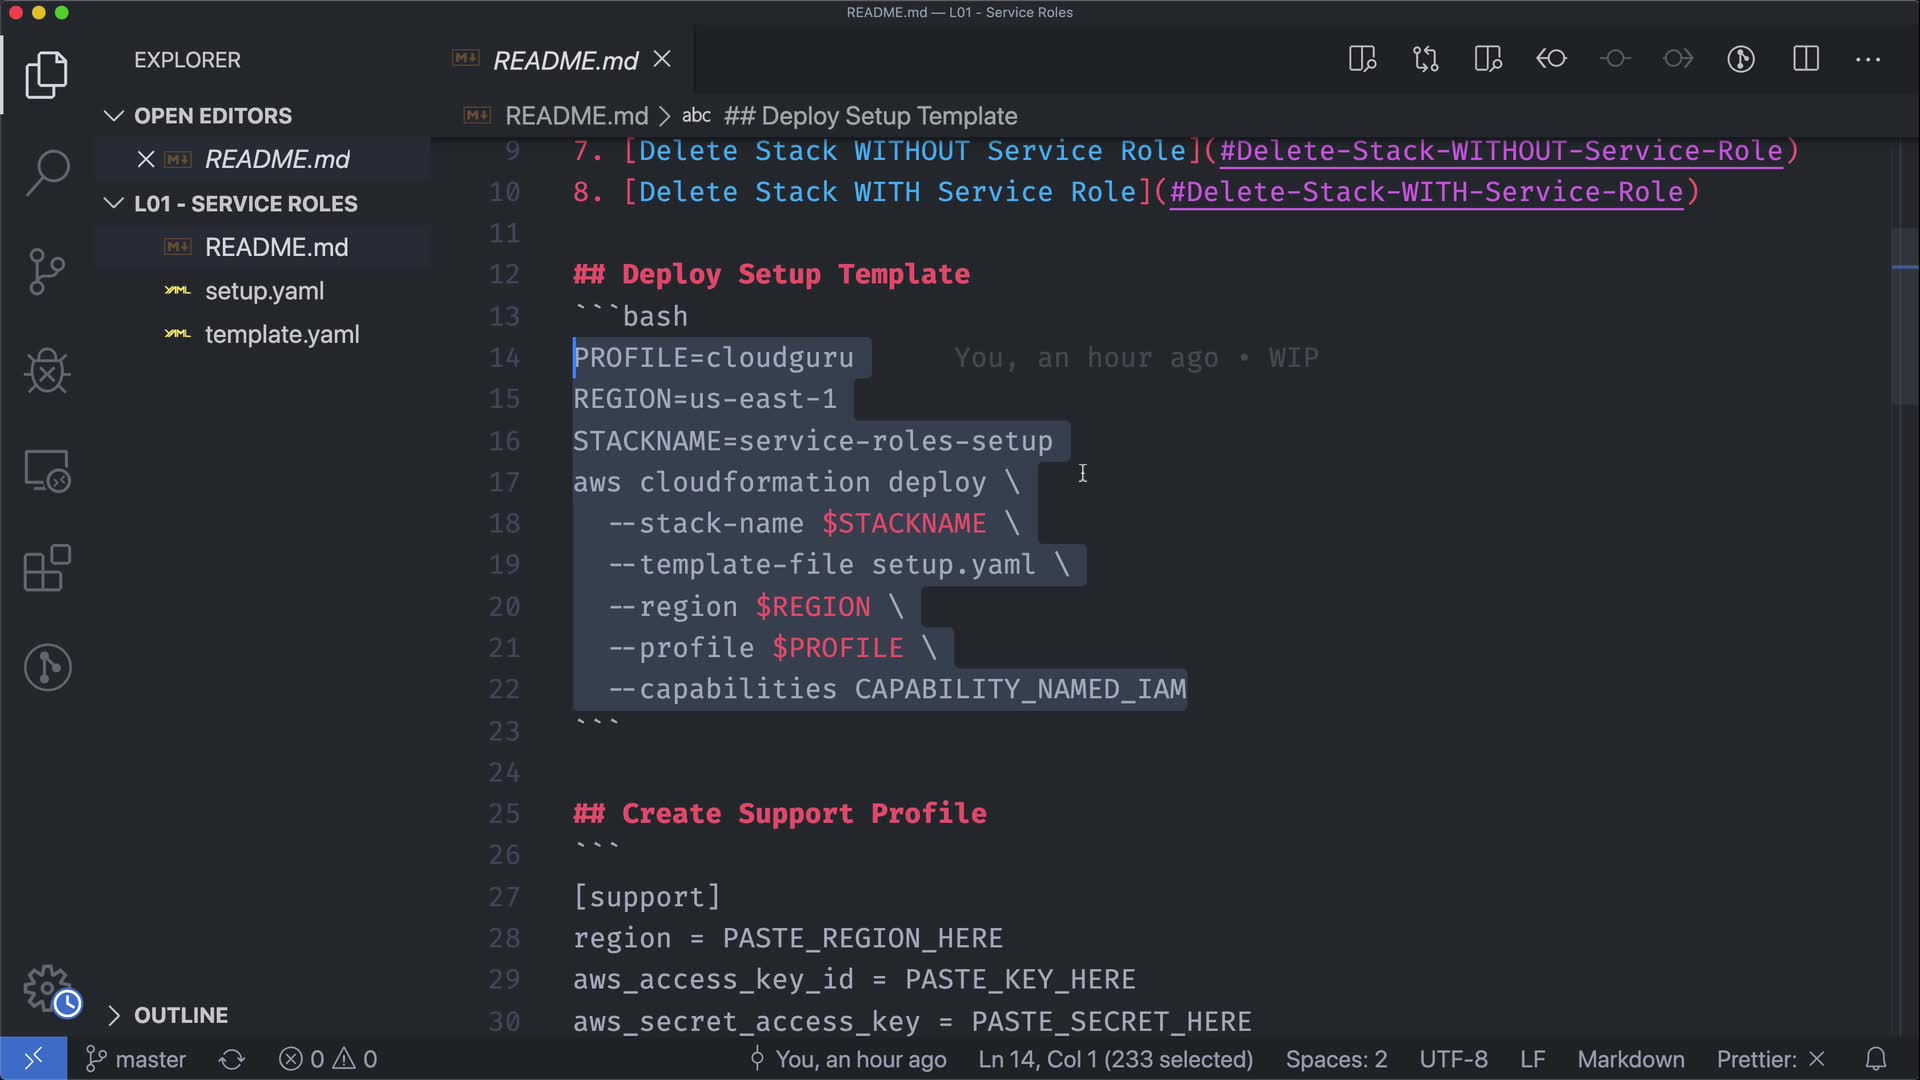 README.md — L01 - Service Roles
EXPLORER
OPEN EDITORS
README.md
L01 - SERVICE ROLES
README.md
setup.yaml
template.yaml
OUTLINE
README.md
README.md > abc ## Deploy Setup Template
9 7. [Delete Stack WITHOUT Service Role](#Delete-Stack-WITHOUT-Service-Role)
10 8. [Delete Stack WITH Service Role](#Delete-Stack-WITH-Service-Role)
11
12 ## Deploy Setup Template
13 ```bash
14 PROFILE=cloudguru You, an hour ago • WIP
15 REGION=us-east-1
16 STACKNAME=service-roles-setup
17 aws cloudformation deploy \
18 --stack-name $STACKNAME \
19 --template-file setup.yaml \
20 --region $REGION \
21 --profile $PROFILE \
22 --capabilities CAPABILITY_NAMED_IAM
23 ```
24
25 ## Create Support Profile
26 ```
27 [support]
28 region = PASTE_REGION_HERE
29 aws_access_key_id = PASTE_KEY_HERE
30 aws_secret_access_key = PASTE_SECRET_HERE
master 0 0 You, an hour ago Ln 14, Col 1 (233 selected) Spaces: 2 UTF-8 LF Markdown Prettier: ×